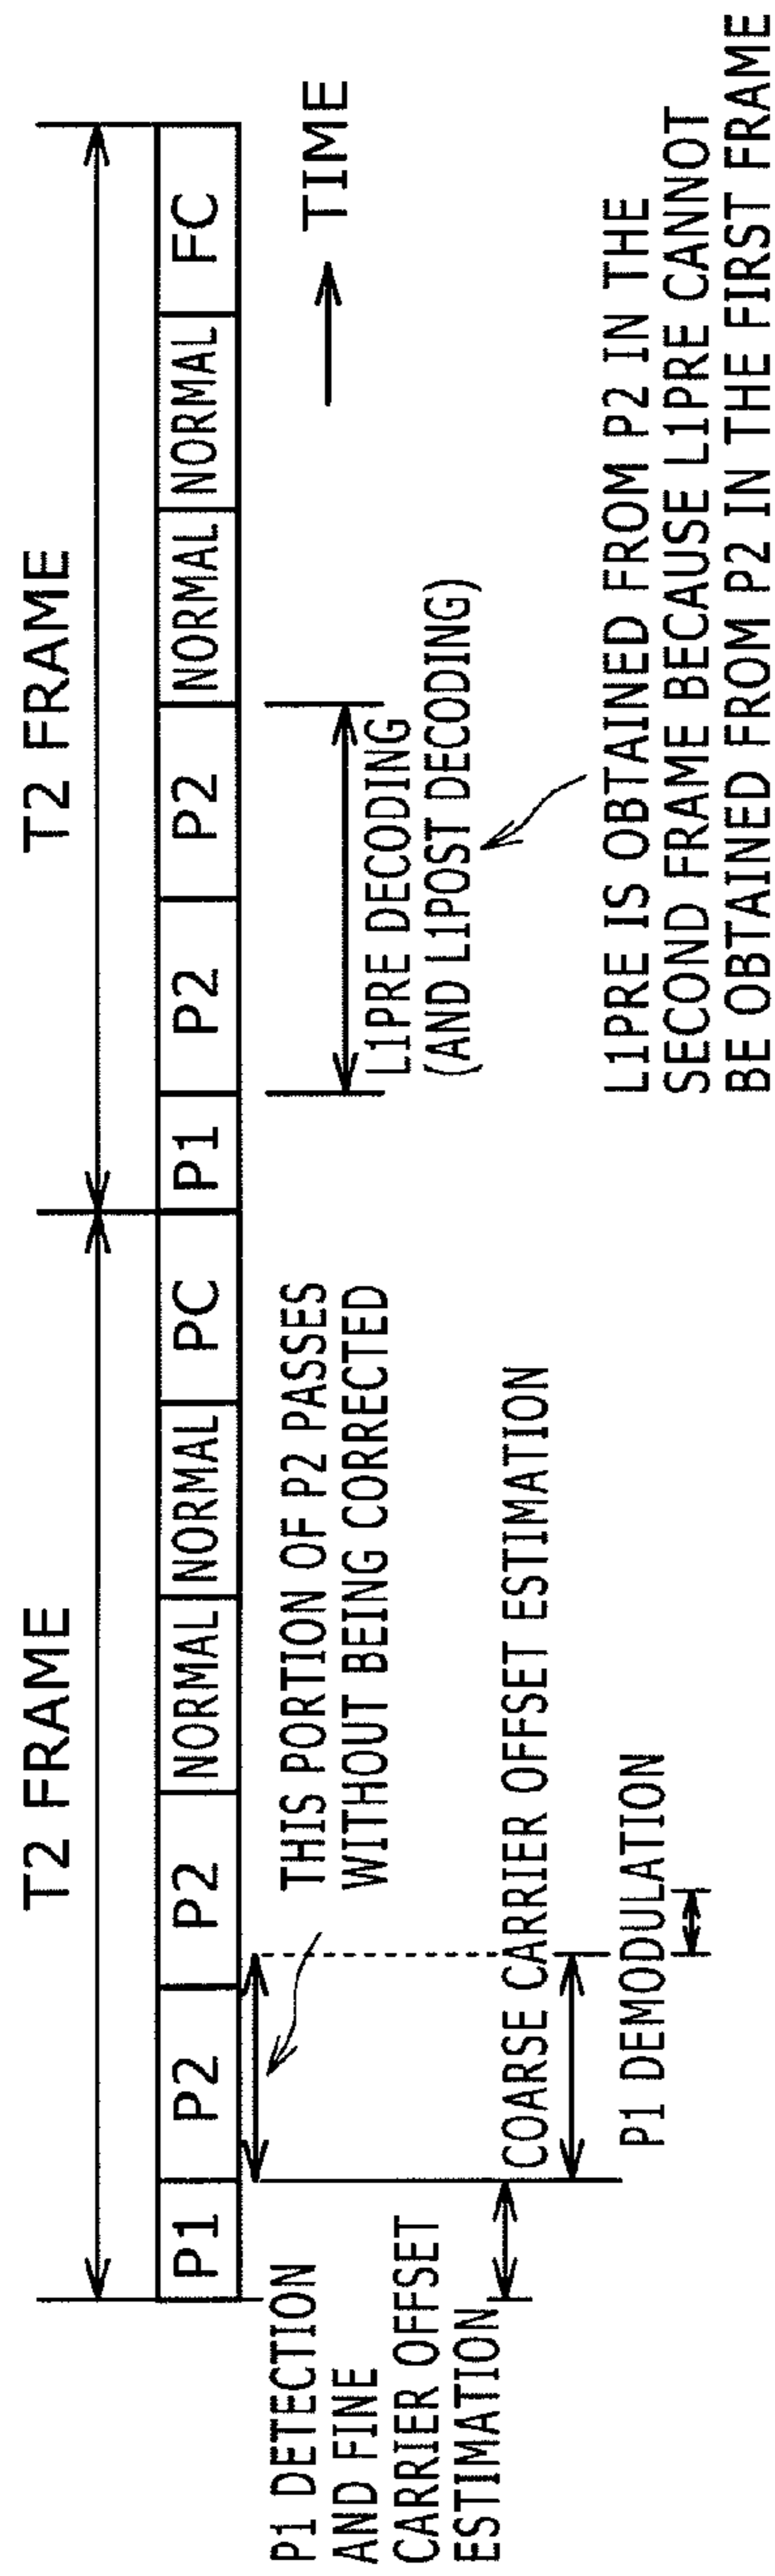 T2 FRAME
T2 FRAME
P1
P2
P2
NORMAL
NORMAL
PC
P1
P2
P2
NORMAL
NORMAL
FC
TIME
P1 DETECTION
AND FINE
CARRIER OFFSET
ESTIMATION
THIS PORTION OF P2 PASSES
WITHOUT BEING CORRECTED
COARSE CARRIER OFFSET ESTIMATION
P1 DEMODULATION
L1PRE DECODING
(AND L1POST DECODING)
L1PRE IS OBTAINED FROM P2 IN THE
SECOND FRAME BECAUSE L1PRE CANNOT
BE OBTAINED FROM P2 IN THE FIRST FRAME